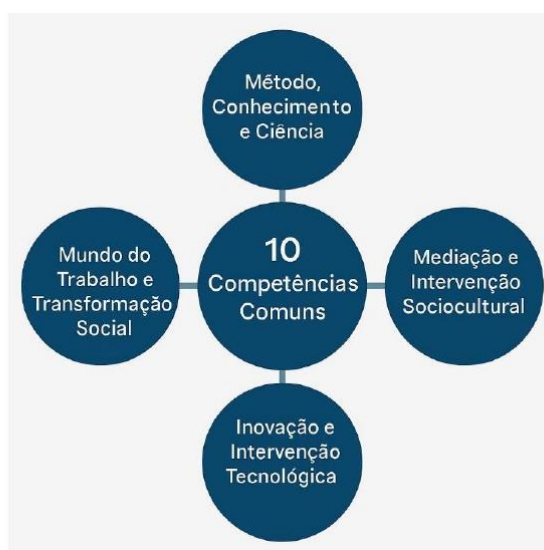 Método,
Conhecimento
e Ciência
Mundo do
Trabalho e
Transformação
Social
10
Competências
Comuns
Mediação e
Intervenção
Sociocultural
Inovação e
Intervenção
Tecnológica